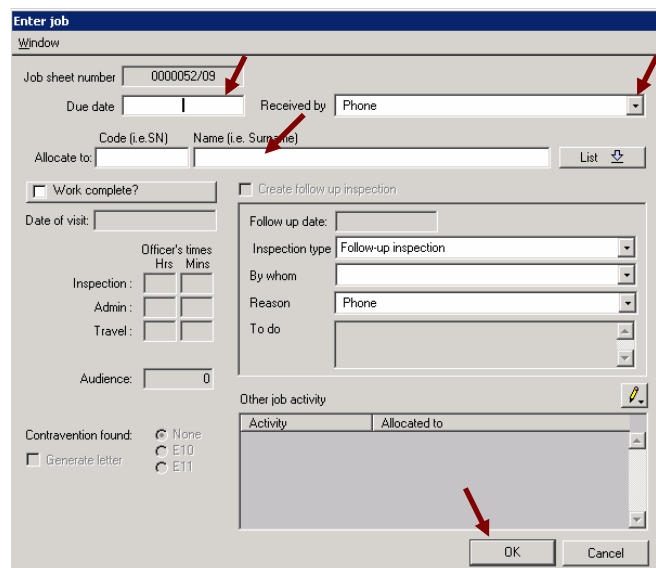 Enter job
Window
Job sheet number 0000052/09
Due date Received by Phone
Code (i.e.SN) Name (i.e. Surname)
Allocate to: List
Work complete? Create follow up inspection
Date of visit: Follow up date:
Officer's times Inspection type Follow-up inspection
Hrs Mins
Inspection : By whom
Admin : Reason Phone
Travel : To do
Audience: 0
Other job activity
Activity Allocated to
Contravention found: None
E10
Generate letter E11
OK Cancel